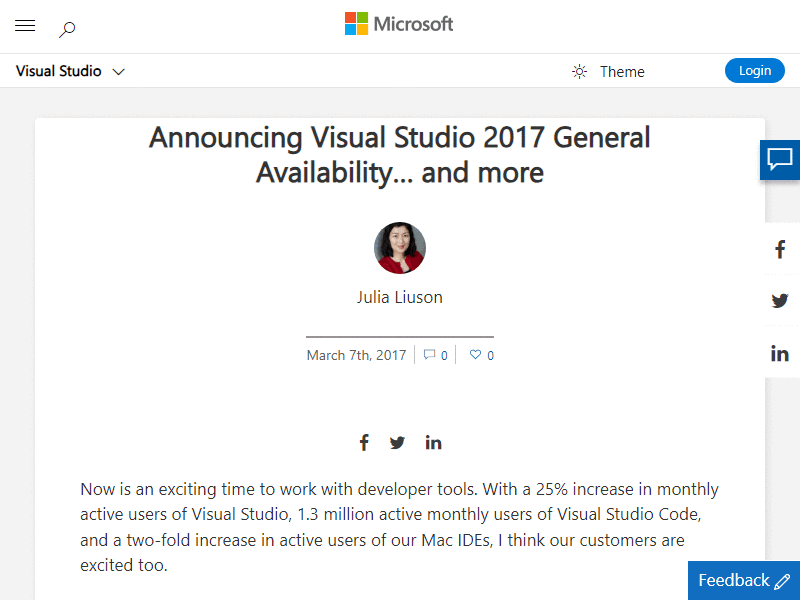 Microsoft
Visual Studio
Theme
Login
Announcing Visual Studio 2017 General
Availability... and more
Julia Liuson
March 7th, 2017
0
0
Now is an exciting time to work with developer tools. With a 25% increase in monthly
active users of Visual Studio, 1.3 million active monthly users of Visual Studio Code,
and a two-fold increase in active users of our Mac IDEs, I think our customers are
excited too.
Feedback